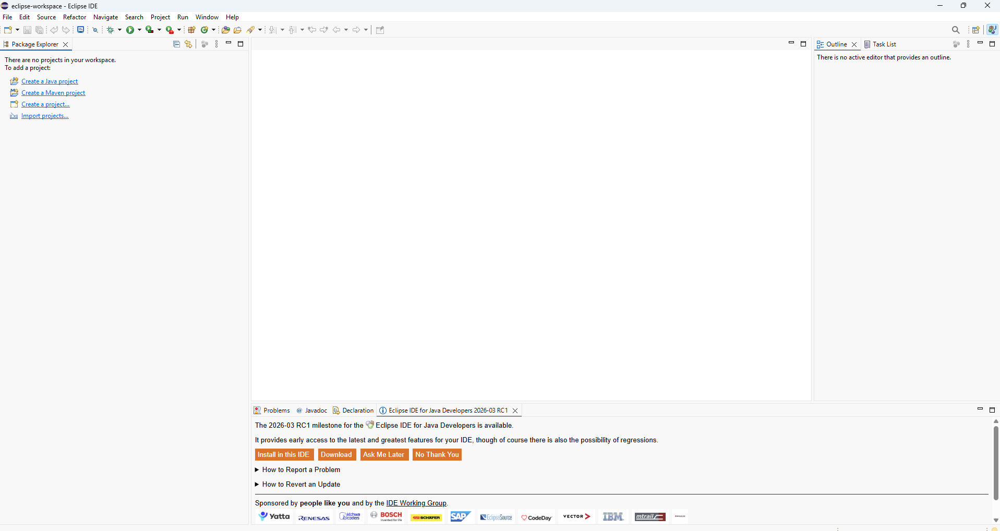 eclipse-workspace - Eclipse IDE
File Edit Source Refactor Navigate Search Project Run Window Help
Package Explorer
There are no projects in your workspace.
To add a project:
Create a Java project
Create a Maven project
Create a project...
Import projects...
Outline Task List
There is no active editor that provides an outline.
Problems @ Javadoc Declaration Eclipse IDE for Java Developers 2026-03 RC1
The 2026-03 RC1 milestone for the Eclipse IDE for Java Developers is available.
It provides early access to the latest and greatest features for your IDE, though of course there is also the possibility of regressions.
Install in this IDE Download Ask Me Later No Thank You
How to Report a Problem
How to Revert an Update
Sponsored by people like you and by the IDE Working Group.
Yatta RENESAS kichwa coders BOSCH Invented for life SSI SCHAFER SAP EclipseSource CodeDay VECTOR IBM mtrail